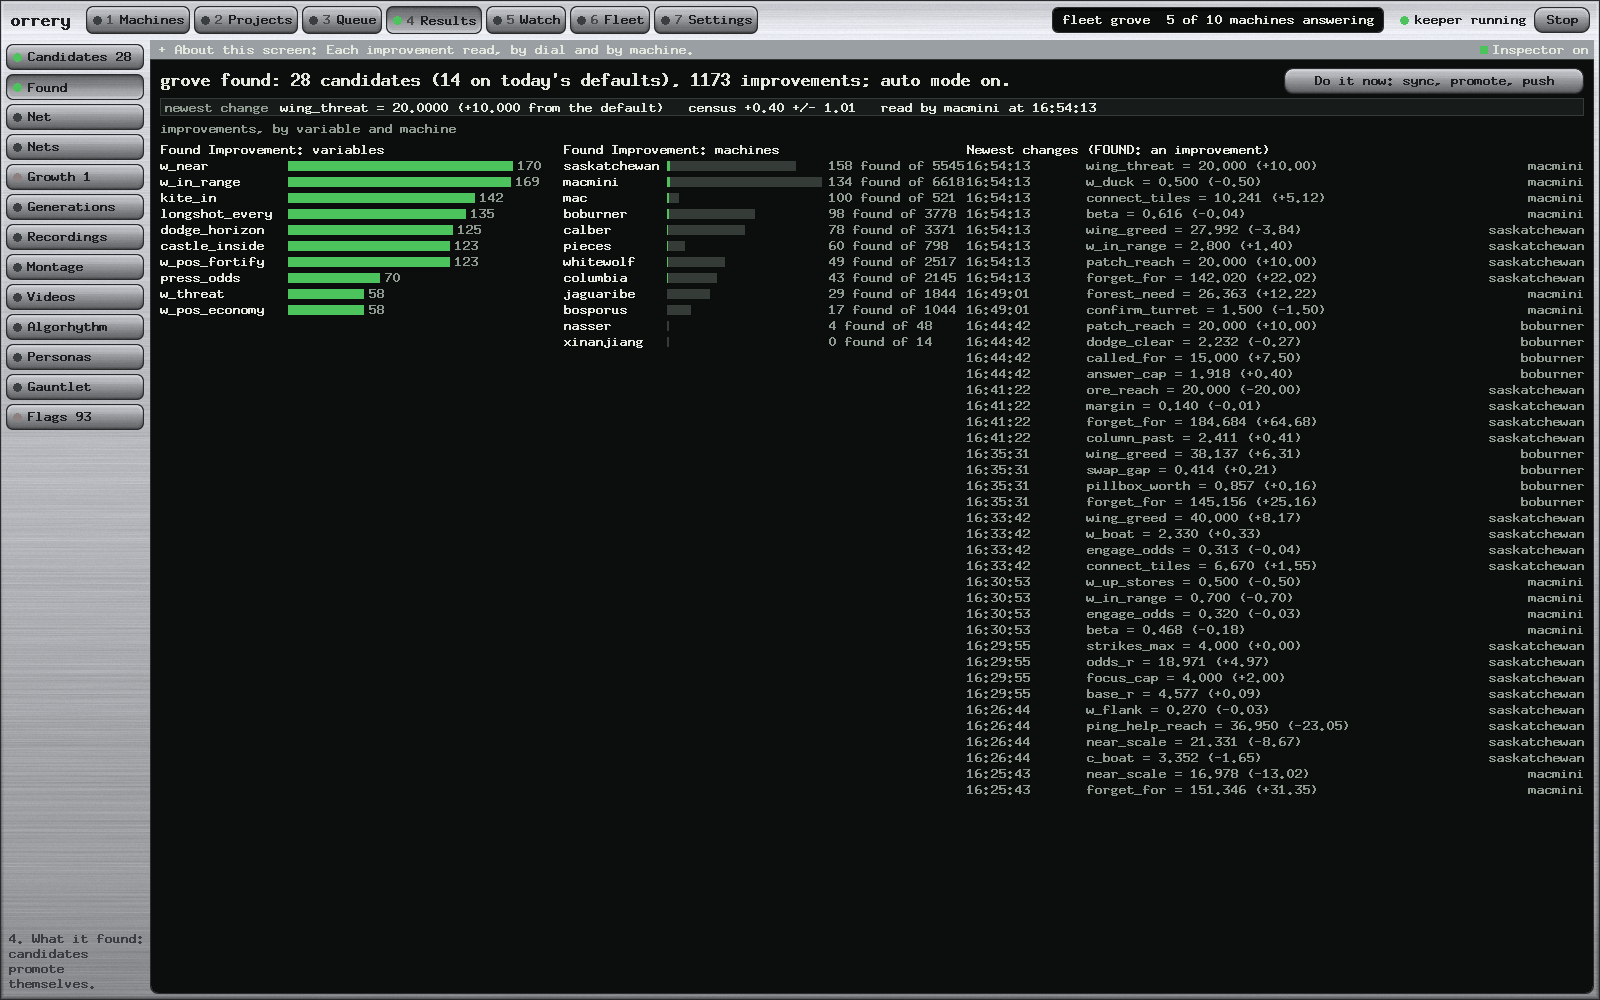 orrery
1 Machines
2 Projects
3 Queue
4 Results
5 Watch
6 Fleet
7 Settings
fleet grove 5 of 10 machines answering
keeper running
Stop
Candidates 28
Found
Net
Nets
Growth 1
Generations
Recordings
Montage
Videos
Algorhythm
Personas
Gauntlet
Flags 93
4. What it found:
candidates
promote
themselves.
+ About this screen: Each improvement read, by dial and by machine.
Inspector on
grove found: 28 candidates (14 on today's defaults), 1173 improvements; auto mode on.
Do it now: sync, promote, push
newest change wing_threat = 20.0000 (+10.000 from the default) census +0.40 +/- 1.01 read by macmini at 16:54:13
improvements, by variable and machine
Found Improvement: variables
w_near 170
w_in_range 169
kite_in 142
longshot_every 135
dodge_horizon 125
castle_inside 123
w_pos_fortify 123
press_odds 70
w_threat 58
w_pos_economy 58
Found Improvement: machines
saskatchewan 158 found of 5545
macmini 134 found of 6618
mac 100 found of 521
boburner 98 found of 3778
calber 78 found of 3371
pieces 60 found of 798
whitewolf 49 found of 2517
columbia 43 found of 2145
jaguaribe 29 found of 1844
bosporus 17 found of 1044
nasser 4 found of 48
xinanjiang 0 found of 14
Newest changes (FOUND: an improvement)
16:54:13 wing_threat = 20.000 (+10.00) macmini
16:54:13 w_duck = 0.500 (-0.50) macmini
16:54:13 connect_tiles = 10.241 (+5.12) macmini
16:54:13 beta = 0.616 (-0.04) macmini
16:54:13 wing_greed = 27.992 (-3.84) saskatchewan
16:54:13 w_in_range = 2.800 (+1.40) saskatchewan
16:54:13 patch_reach = 20.000 (+10.00) saskatchewan
16:54:13 forget_for = 142.020 (+22.02) saskatchewan
16:49:01 forest_need = 26.363 (+12.22) macmini
16:49:01 confirm_turret = 1.500 (-1.50) macmini
16:44:42 patch_reach = 20.000 (+10.00) boburner
16:44:42 dodge_clear = 2.232 (-0.27) boburner
16:44:42 called_for = 15.000 (+7.50) boburner
16:44:42 answer_cap = 1.918 (+0.40) boburner
16:41:22 ore_reach = 20.000 (-20.00) saskatchewan
16:41:22 margin = 0.140 (-0.01) saskatchewan
16:41:22 forget_for = 184.684 (+64.68) saskatchewan
16:41:22 column_past = 2.411 (+0.41) saskatchewan
16:35:31 wing_greed = 38.137 (+6.31) boburner
16:35:31 swap_gap = 0.414 (+0.21) boburner
16:35:31 pillbox_worth = 0.857 (+0.16) boburner
16:35:31 forget_for = 145.156 (+25.16) boburner
16:33:42 wing_greed = 40.000 (+8.17) saskatchewan
16:33:42 w_boat = 2.330 (+0.33) saskatchewan
16:33:42 engage_odds = 0.313 (-0.04) saskatchewan
16:33:42 connect_tiles = 6.670 (+1.55) saskatchewan
16:30:53 w_up_stores = 0.500 (-0.50) macmini
16:30:53 w_in_range = 0.700 (-0.70) macmini
16:30:53 engage_odds = 0.320 (-0.03) macmini
16:30:53 beta = 0.468 (-0.18) macmini
16:29:55 strikes_max = 4.000 (+0.00) saskatchewan
16:29:55 odds_r = 18.971 (+4.97) saskatchewan
16:29:55 focus_cap = 4.000 (+2.00) saskatchewan
16:29:55 base_r = 4.577 (+0.09) saskatchewan
16:26:44 w_flank = 0.270 (-0.03) saskatchewan
16:26:44 ping_help_reach = 36.950 (-23.05) saskatchewan
16:26:44 near_scale = 21.331 (-8.67) saskatchewan
16:26:44 c_boat = 3.352 (-1.65) saskatchewan
16:25:43 near_scale = 16.978 (-13.02) macmini
16:25:43 forget_for = 151.346 (+31.35) macmini